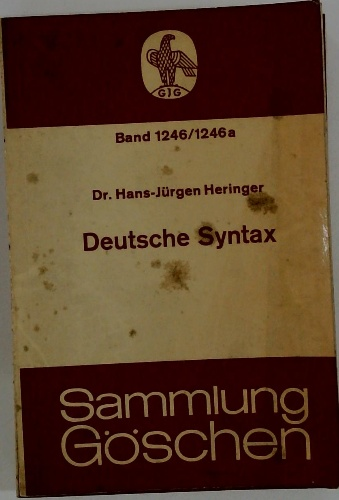 GJG
Band 1246/1246a
Dr. Hans-Jürgen Heringer
Deutsche Syntax
Sammlung
Göschen